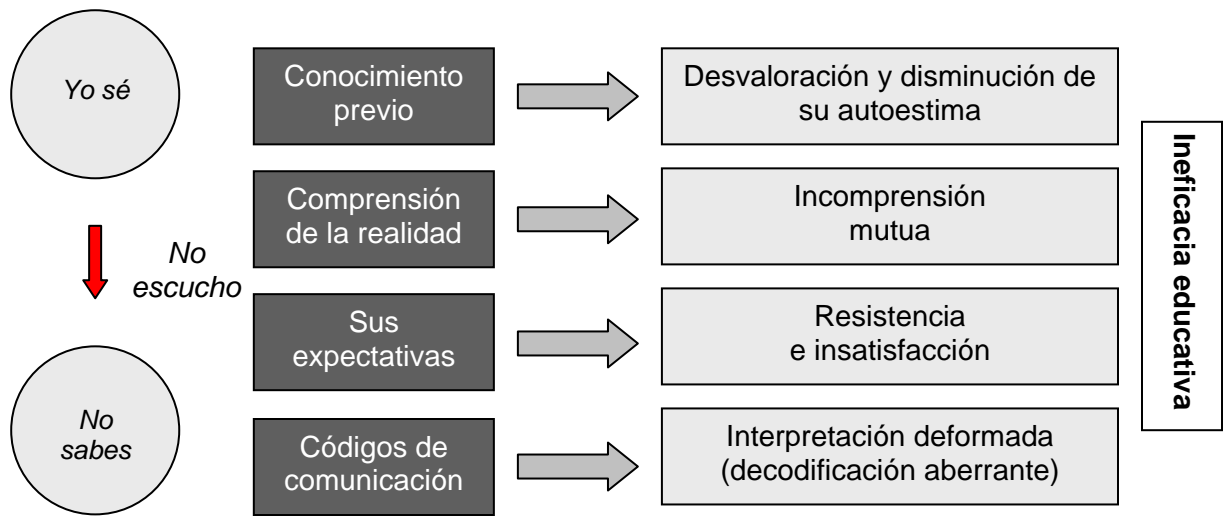 Yo sé
No
escucho
No
sabes
Conocimiento
previo
Desvaloración y disminución de
su autoestima
Comprensión
de la realidad
Incomprensión
mutua
Sus
expectativas
Resistencia
e insatisfacción
Códigos de
comunicación
Interpretación deformada
(decodificación aberrante)
Ineficacia educativa